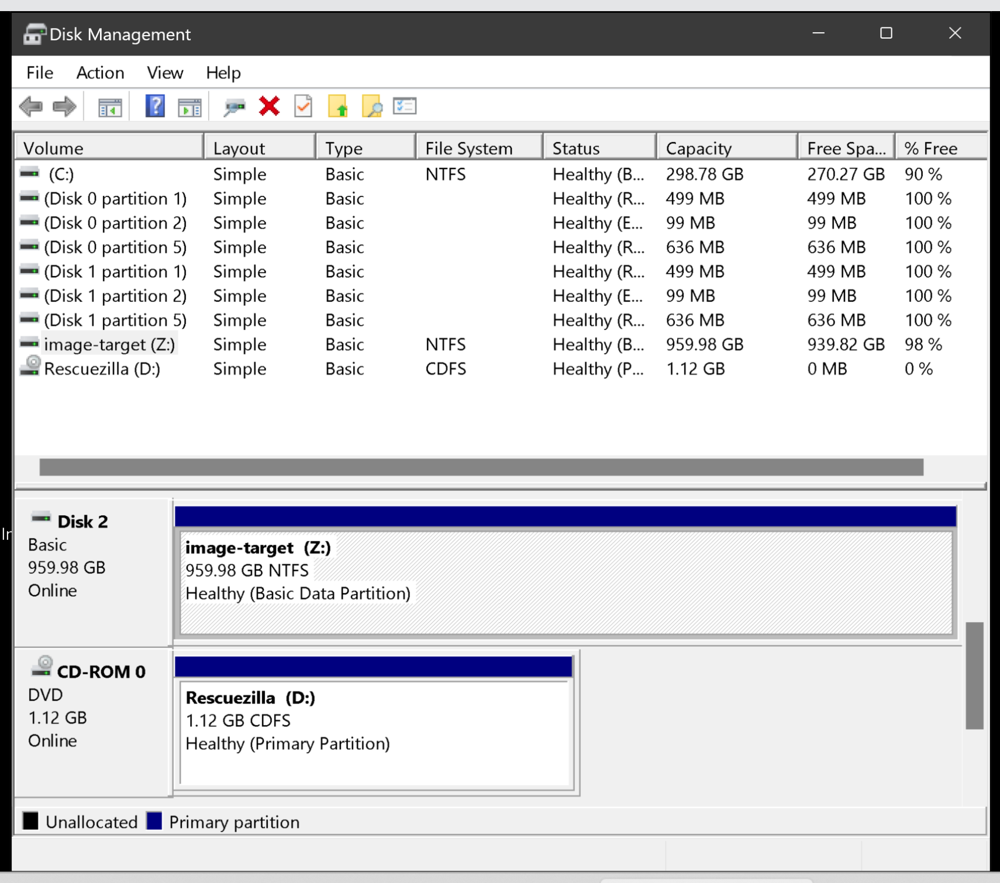 Disk Management
File Action View Help
Volume Layout Type File System Status Capacity Free Spa... % Free
(C:) Simple Basic NTFS Healthy (B... 298.78 GB 270.27 GB 90 %
(Disk 0 partition 1) Simple Basic Healthy (R... 499 MB 499 MB 100 %
(Disk 0 partition 2) Simple Basic Healthy (E... 99 MB 99 MB 100 %
(Disk 0 partition 5) Simple Basic Healthy (R... 636 MB 636 MB 100 %
(Disk 1 partition 1) Simple Basic Healthy (R... 499 MB 499 MB 100 %
(Disk 1 partition 2) Simple Basic Healthy (E... 99 MB 99 MB 100 %
(Disk 1 partition 5) Simple Basic Healthy (R... 636 MB 636 MB 100 %
image-target (Z:) Simple Basic NTFS Healthy (B... 959.98 GB 939.82 GB 98 %
Rescuezilla (D:) Simple Basic CDFS Healthy (P... 1.12 GB 0 MB 0 %
Disk 2
Basic
959.98 GB
Online
image-target (Z:)
959.98 GB NTFS
Healthy (Basic Data Partition)
CD-ROM 0
DVD
1.12 GB
Online
Rescuezilla (D:)
1.12 GB CDFS
Healthy (Primary Partition)
Unallocated Primary partition